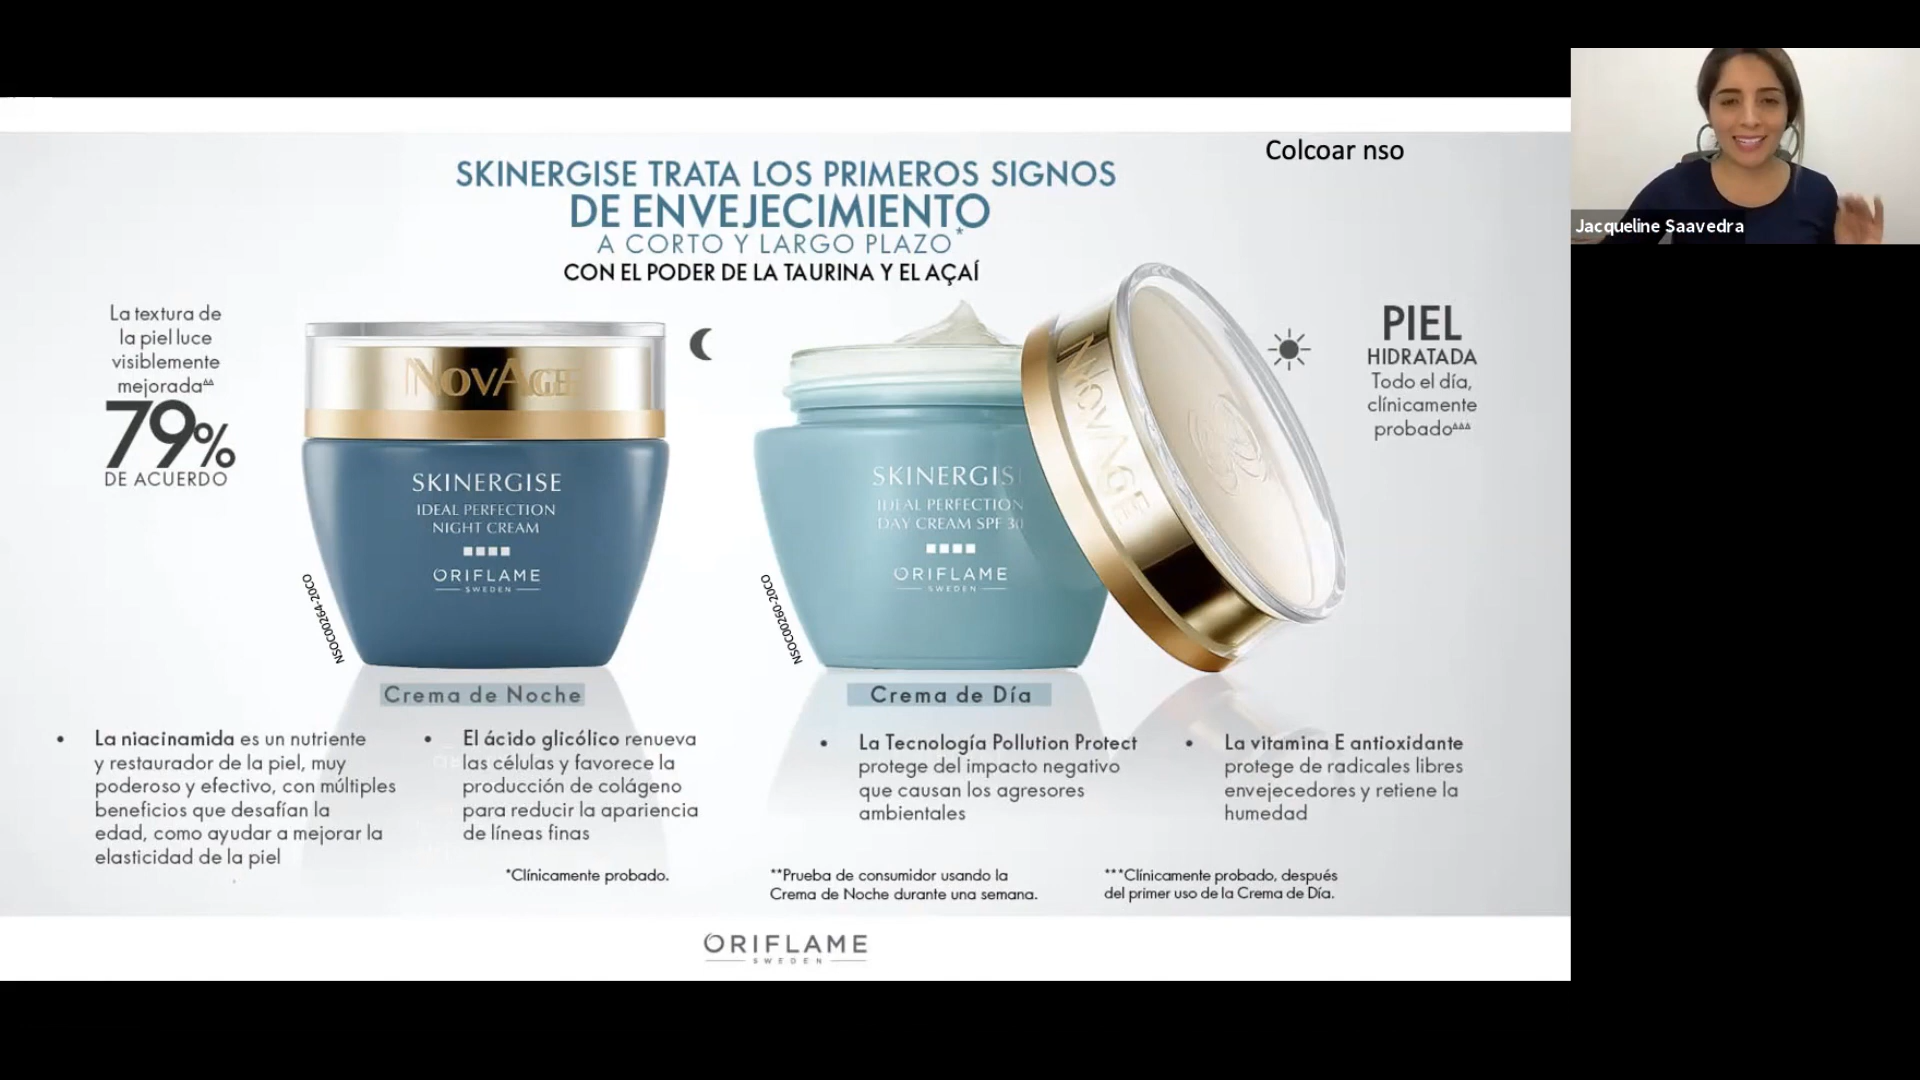 Colcoar nso
SKINERGISE TRATA LOS PRIMEROS SIGNOS
DE ENVEJECIMIENTO
A CORTO Y LARGO PLAZO*
CON EL PODER DE LA TAURINA Y EL AÇAÍ
Jacqueline Saavedra
La textura de
la piel luce
visiblemente
mejorada^^
79%
DE ACUERDO
NOVAGE
SKINERGISE
IDEAL PERFECTION
NIGHT CREAM
ORIFLAME
SWEDEN
NSOC00264-20CO
NOVAGE
SKINERGIS
IDEAL PERFECTION
DAY CREAM SPF 30
ORIFLAME
SWEDEN
NSOC00260-20CO
PIEL
HIDRATADA
Todo el día,
clínicamente
probado^^^
Crema de Noche
• La niacinamida es un nutriente
y restaurador de la piel, muy
poderoso y efectivo, con múltiples
beneficios que desafían la
edad, como ayudar a mejorar la
elasticidad de la piel
• El ácido glicólico renueva
las células y favorece la
producción de colágeno
para reducir la apariencia
de líneas finas
Crema de Día
• La Tecnología Pollution Protect
protege del impacto negativo
que causan los agresores
ambientales
• La vitamina E antioxidante
protege de radicales libres
envejecedores y retiene la
humedad
*Clínicamente probado.
**Prueba de consumidor usando la
Crema de Noche durante una semana.
***Clínicamente probado, después
del primer uso de la Crema de Día.
ORIFLAME
SWEDEN